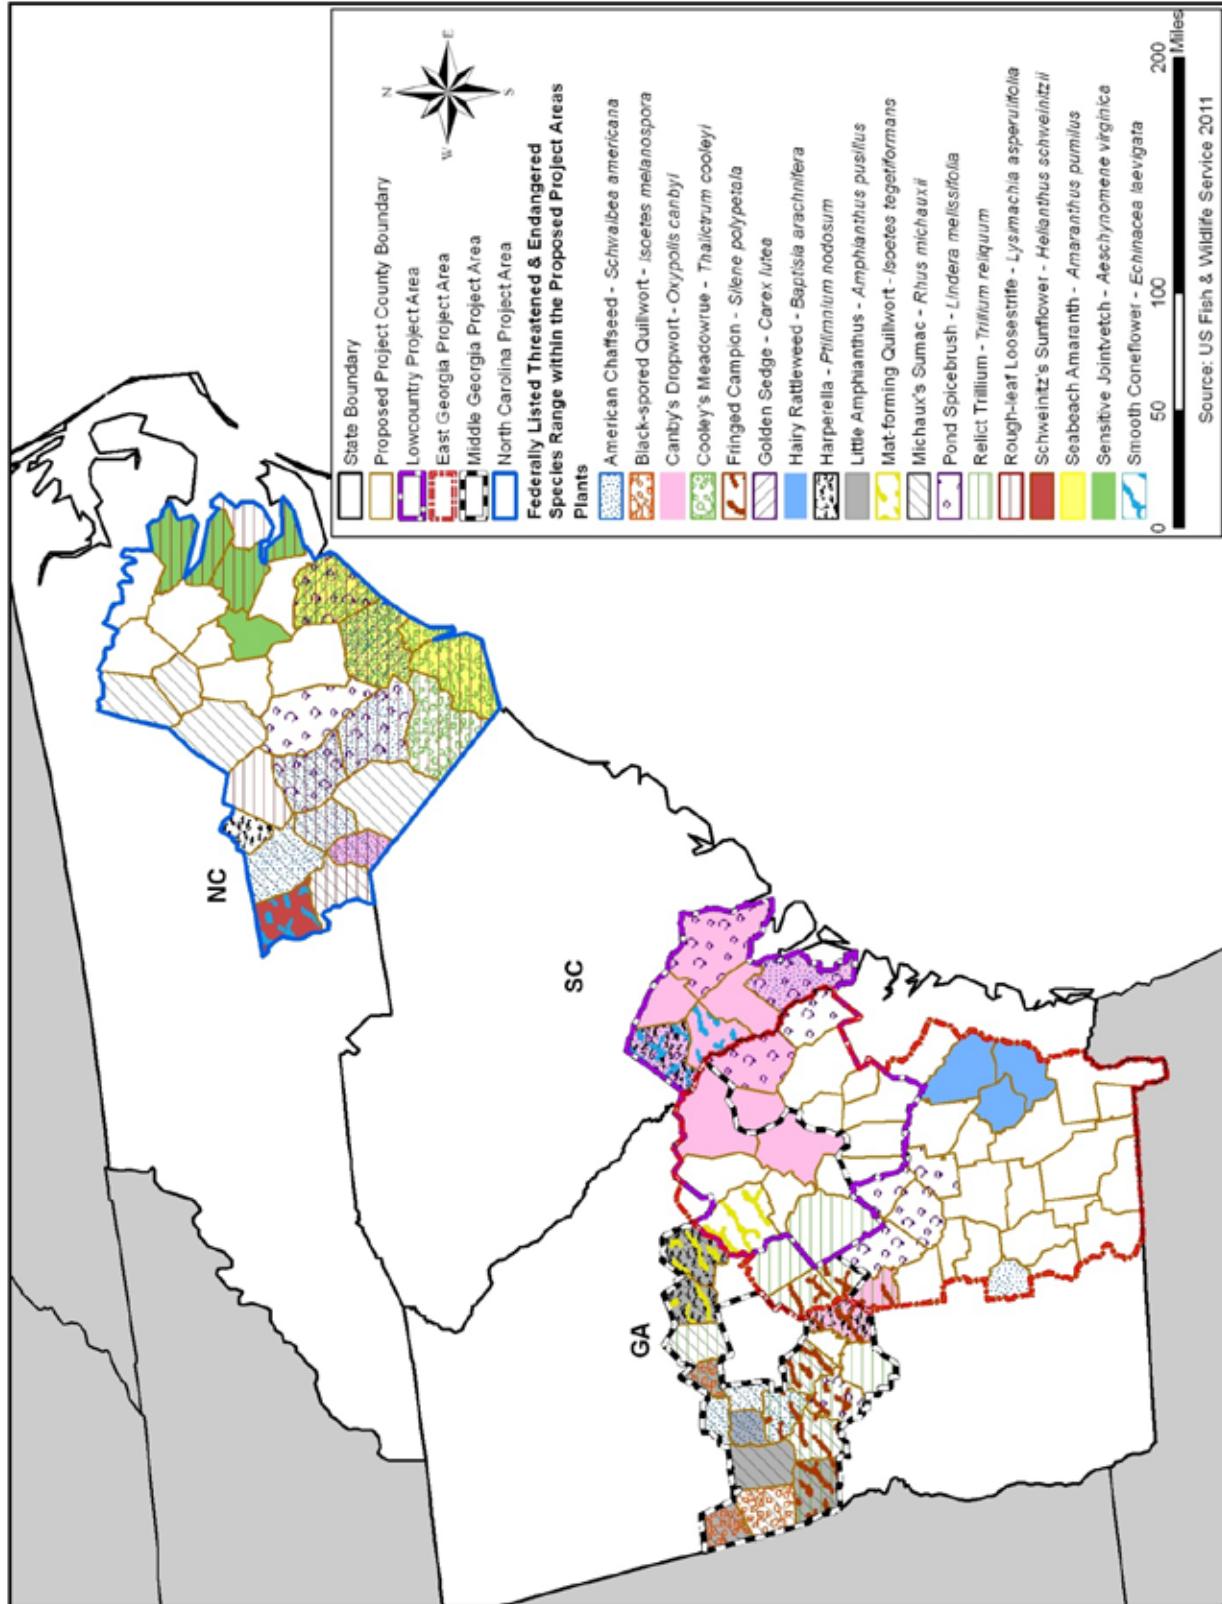 NC
SC
GA
N
W
E
S
State Boundary
Proposed Project County Boundary
Lowcountry Project Area
East Georgia Project Area
Middle Georgia Project Area
North Carolina Project Area
Federally Listed Threatened & Endangered
Species Range within the Proposed Project Areas
Plants
American Chaffseed - Schwalbea americana
Black-spored Quillwort - Isoetes melanospora
Canby's Dropwort - Oxypolis canbyi
Cooley's Meadowrue - Thalictrum cooleyi
Fringed Campion - Silene polypetala
Golden Sedge - Carex lutea
Hairy Rattleweed - Baptisia arachnifera
Harperella - Ptilimnium nodosum
Little Amphianthus - Amphianthus pusillus
Mat-forming Quillwort - Isoetes tegetiformans
Michaux's Sumac - Rhus michauxii
Pond Spicebrush - Lindera melissifolia
Relict Trillium - Trillium reliquum
Rough-leaf Loosestrife - Lysimachia asperulifolia
Schweinitz's Sunflower - Helianthus schweinitzii
Seabeach Amaranth - Amaranthus pumilus
Sensitive Jointvetch - Aeschynomene virginica
Smooth Coneflower - Echinacea laevigata
0 50 100 200
Miles
Source: US Fish & Wildlife Service 2011